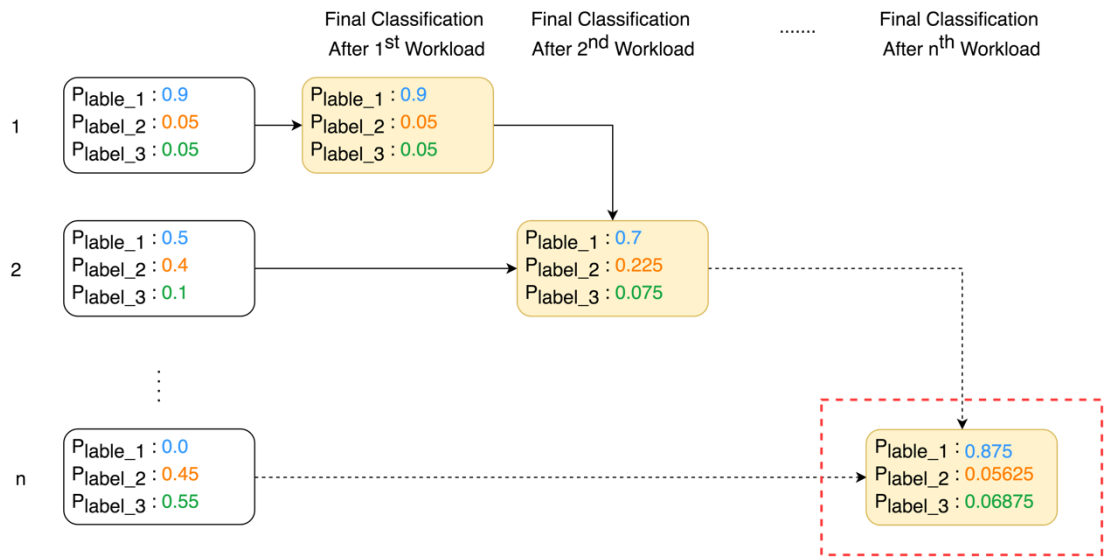 Final Classification
After 1st Workload
Final Classification
After 2nd Workload
.......
Final Classification
After nth Workload
1
Plable_1 : 0.9
Plabel_2 : 0.05
Plabel_3 : 0.05
Plable_1 : 0.9
Plabel_2 : 0.05
Plabel_3 : 0.05
2
Plable_1 : 0.5
Plabel_2 : 0.4
Plabel_3 : 0.1
Plable_1 : 0.7
Plabel_2 : 0.225
Plabel_3 : 0.075
n
Plable_1 : 0.0
Plabel_2 : 0.45
Plabel_3 : 0.55
Plable_1 : 0.875
Plabel_2 : 0.05625
Plabel_3 : 0.06875